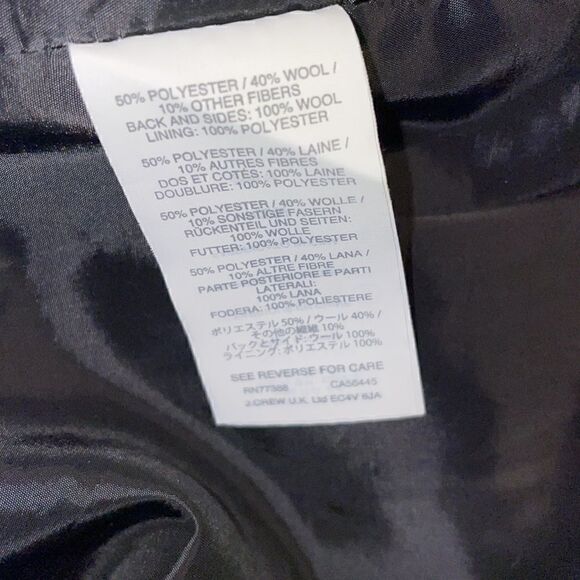 50% POLYESTER / 40% WOOL /
10% OTHER FIBERS
BACK AND SIDES: 100% WOOL
LINING: 100% POLYESTER
50% POLYESTER / 40% LAINE /
10% AUTRES FIBRES
DOS ET COTÉS: 100% LAINE
DOUBLURE: 100% POLYESTER
50% POLYESTER / 40% WOLLE /
10% SONSTIGE FASERN
RÜCKENTEIL UND SEITEN:
100% WOLLE
FUTTER: 100% POLYESTER
50% POLYESTER / 40% LANA /
10% ALTRE FIBRE
PARTE POSTERIORE E PARTI
LATERALI:
100% LANA
FODERA: 100% POLIESTERE
ポリエステル 50% / ウール 40% /
その他の繊維 10%
バックとサイド: ウール 100%
ライニング: ポリエステル 100%
SEE REVERSE FOR CARE
RN77388 CA56445
J.CREW U.K. Ltd EC4V 6JA